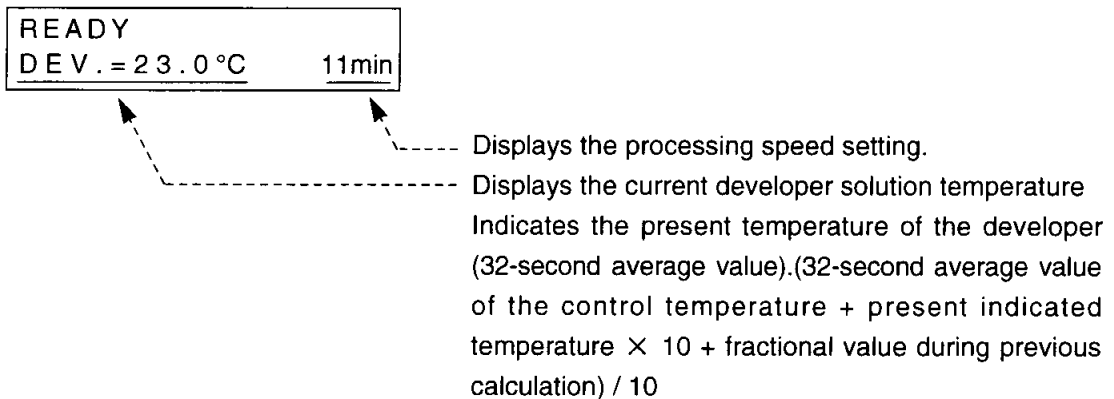 READY
DEV.=23.0°C 11min
Displays the processing speed setting.
Displays the current developer solution temperature
Indicates the present temperature of the developer
(32-second average value).(32-second average value
of the control temperature + present indicated
temperature × 10 + fractional value during previous
calculation) / 10